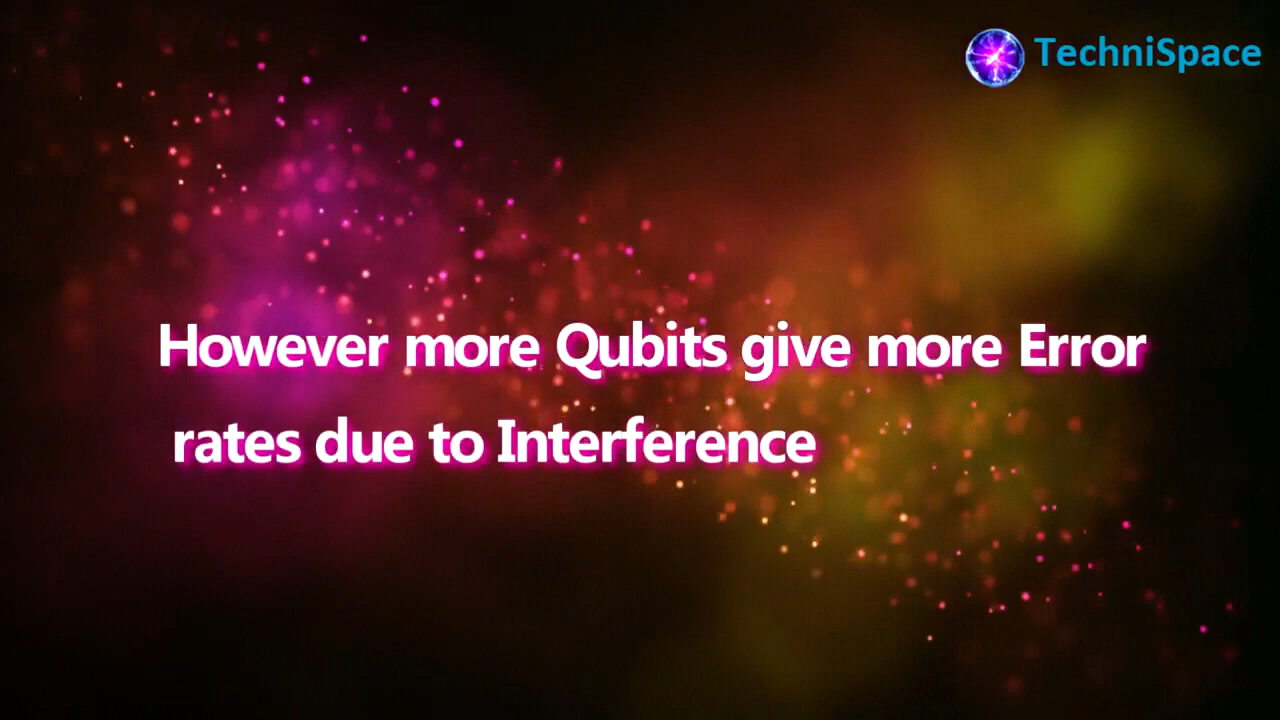 TechniSpace
However more Qubits give more Error
rates due to Interference